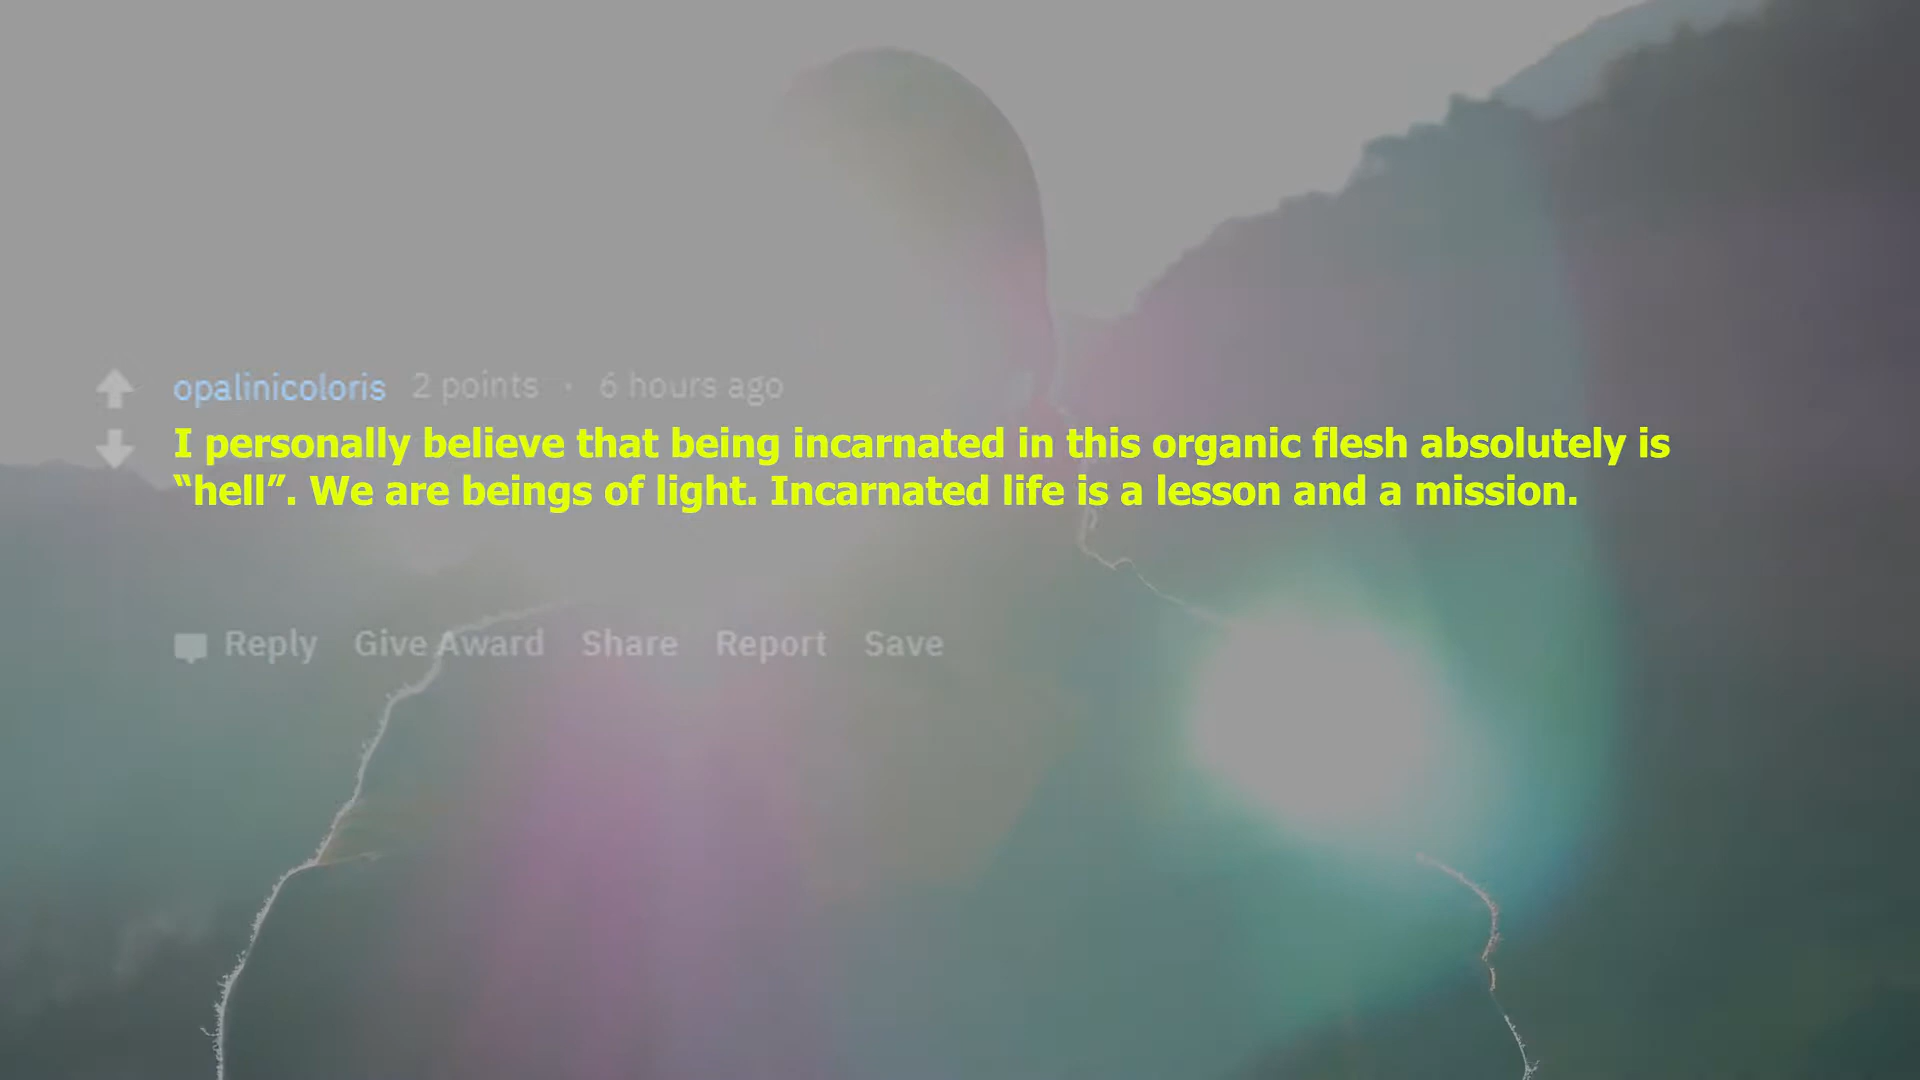 opalinicoloris 2 points · 6 hours ago
I personally believe that being incarnated in this organic flesh absolutely is
“hell”. We are beings of light. Incarnated life is a lesson and a mission.
Reply Give Award Share Report Save